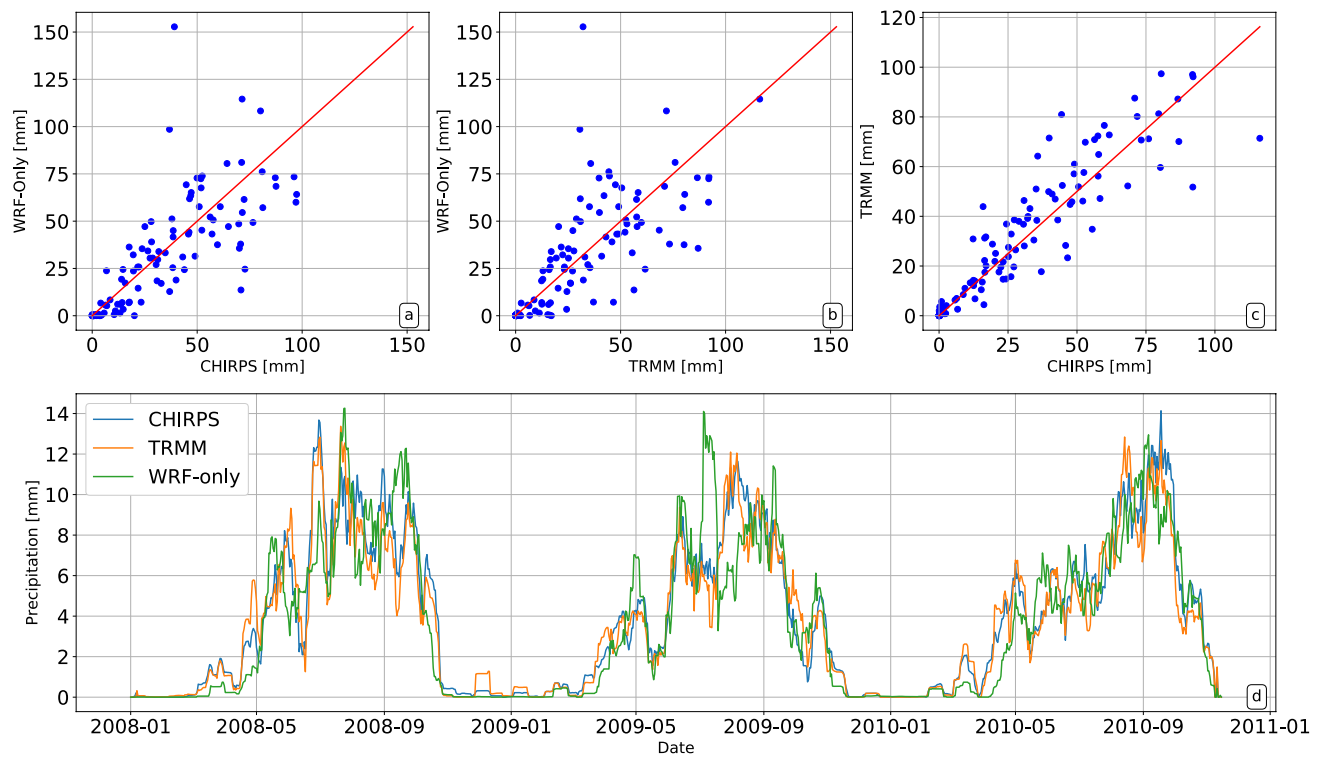 WRF-Only [mm]
150
125
100
75
50
25
0
0 50 100 150
CHIRPS [mm]
a
WRF-Only [mm]
150
125
100
75
50
25
0
0 50 100 150
TRMM [mm]
b
TRMM [mm]
120
100
80
60
40
20
0
0 25 50 75 100
CHIRPS [mm]
c
Precipitation [mm]
14
12
10
8
6
4
2
0
CHIRPS
TRMM
WRF-only
d
2008-01 2008-05 2008-09 2009-01 2009-05 2009-09 2010-01 2010-05 2010-09 2011-01
Date